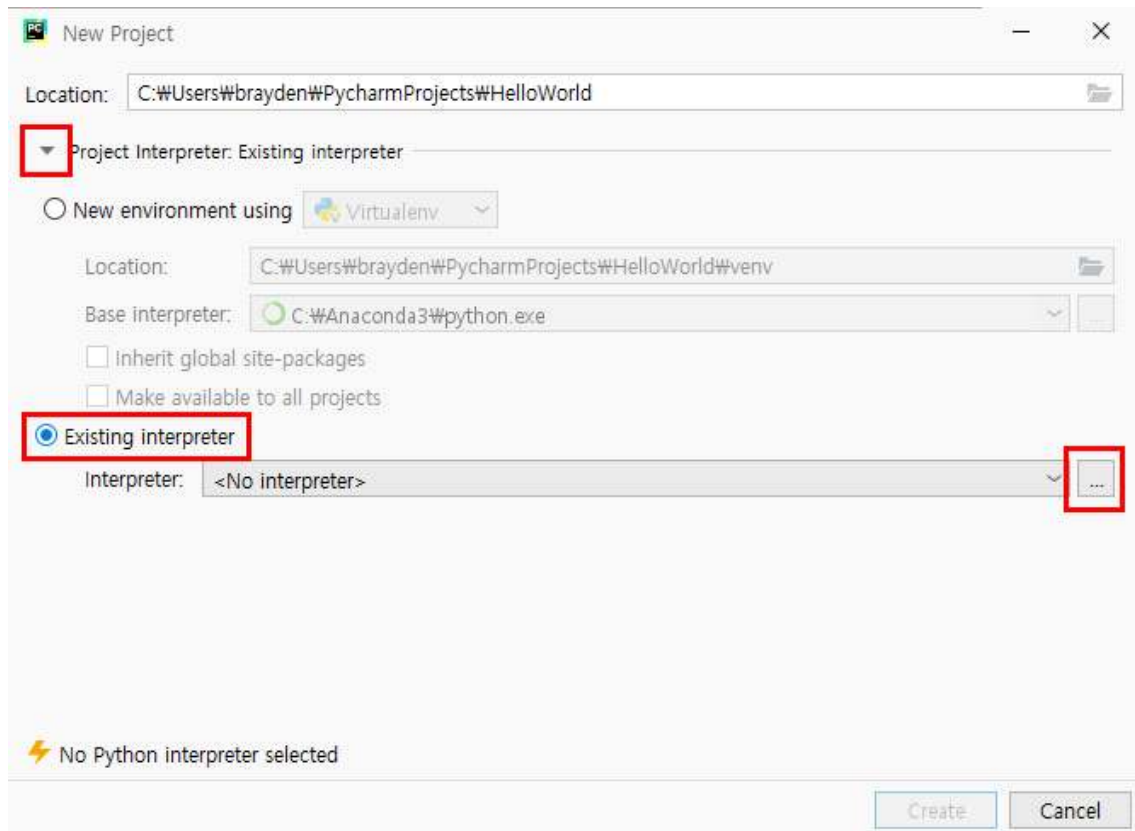 PC New Project
Location: C:₩Users₩brayden₩PycharmProjects₩HelloWorld
Project Interpreter: Existing interpreter
New environment using Virtualenv
Location: C:₩Users₩brayden₩PycharmProjects₩HelloWorld₩venv
Base interpreter: C:₩Anaconda3₩python.exe ...
Inherit global site-packages
Make available to all projects
Existing interpreter
Interpreter: <No interpreter> ...
No Python interpreter selected
Create Cancel